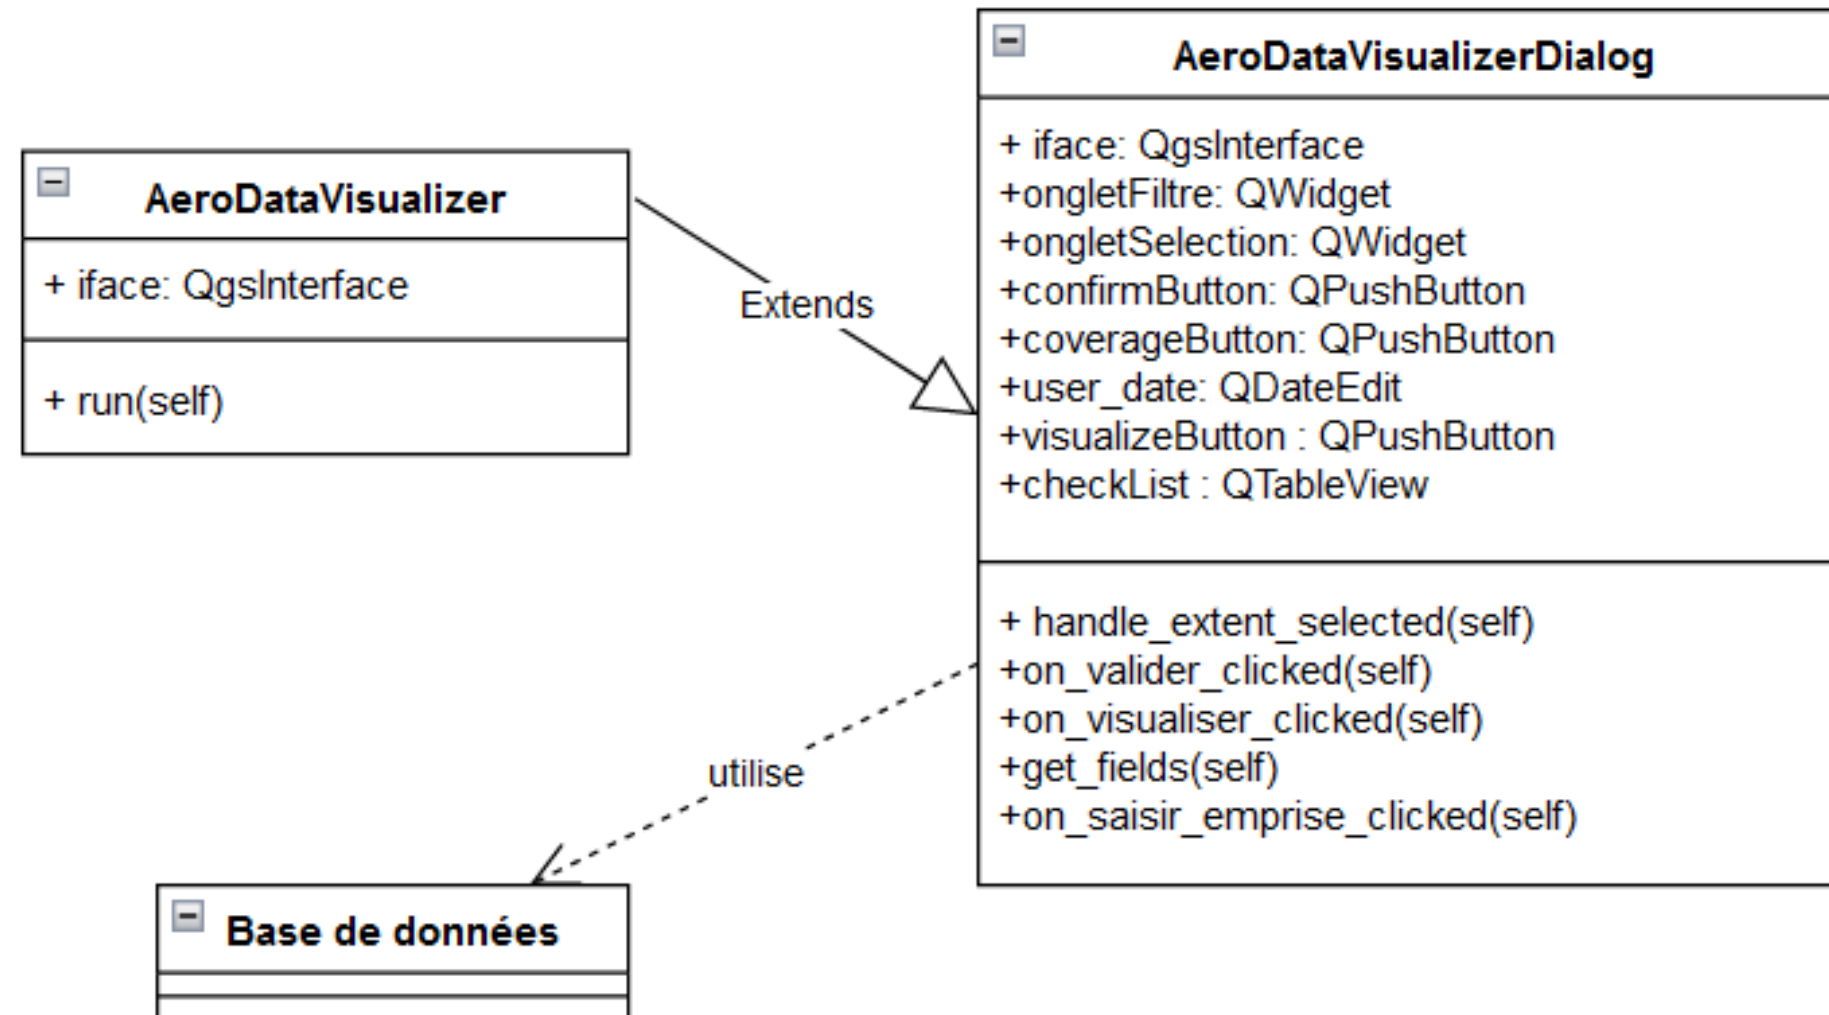 AeroDataVisualizer
+ iface: QgsInterface
+ run(self)
Extends
AeroDataVisualizerDialog
+ iface: QgsInterface
+ongletFiltre: QWidget
+ongletSelection: QWidget
+confirmButton: QPushButton
+coverageButton: QPushButton
+user_date: QDateEdit
+visualizeButton : QPushButton
+checkList : QTableView
+ handle_extent_selected(self)
+on_valider_clicked(self)
+on_visualiser_clicked(self)
+get_fields(self)
+on_saisir_emprise_clicked(self)
utilise
Base de données